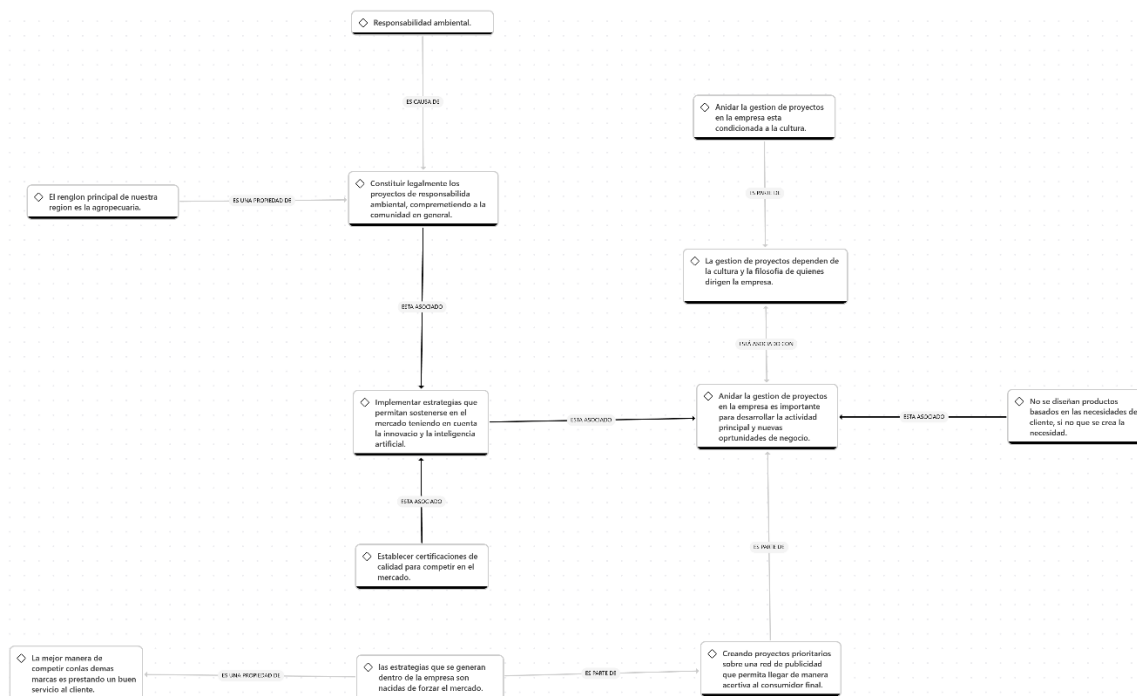 Responsabilidad ambiental.
ES CAUSA DE
Anidar la gestion de proyectos
en la empresa esta
condicionada a la cultura.
El renglon principal de nuestra
region es la agropecuaria.
ES UNA PROPIEDAD DE
Constituir legalmente los
proyectos de responsabilida
ambiental, compremetiendo a la
comunidad en general.
ES PARTE DE
La gestion de proyectos dependen de
la cultura y la filosofia de quienes
dirigen la empresa.
ESTA ASOCIADO
ESTÁ ASOCIADO CON
Implementar estrategias que
permitan sostenerse en el
mercado teniendo en cuenta
la innovacio y la inteligencia
artificial.
ESTA ASOCIADO
Anidar la gestion de proyectos
en la empresa es importante
para desarrollar la actividad
principal y nuevas
oprtunidades de negocio.
ESTA ASOCIADO
No se diseñan productos
basados en las necesidades de
cliente, si no que se crea la
necesidad.
ESTA ASOCIADO
Establecer certificaciones de
calidad para competir en el
mercado.
ES PARTE DE
La mejor manera de
competir conlas demas
marcas es prestando un buen
servicio al cliente.
ES UNA PROPIEDAD DE
las estrategias que se generan
dentro de la empresa son
nacidas de forzar el mercado.
ES PARTE DE
Creando proyectos prioritarios
sobre una red de publicidad
que permita llegar de manera
acertiva al consumidor final.